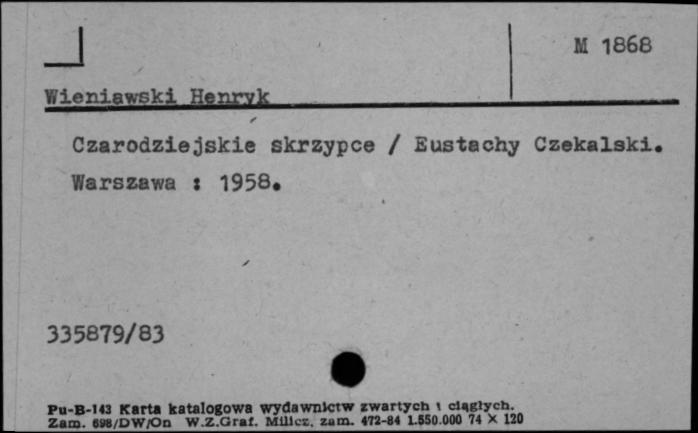 M 1868
Wieniawski Henryk
Czarodziejskie skrzypce / Eustachy Czekalski.
Warszawa : 1958.
335879/83
Pu-B-143 Karta katalogowa wydawnictw zwartych i ciągłych.
Zam. 698/DW/On W.Z.Graf. Milicz, zam. 472-84 1.550.000 74 × 120